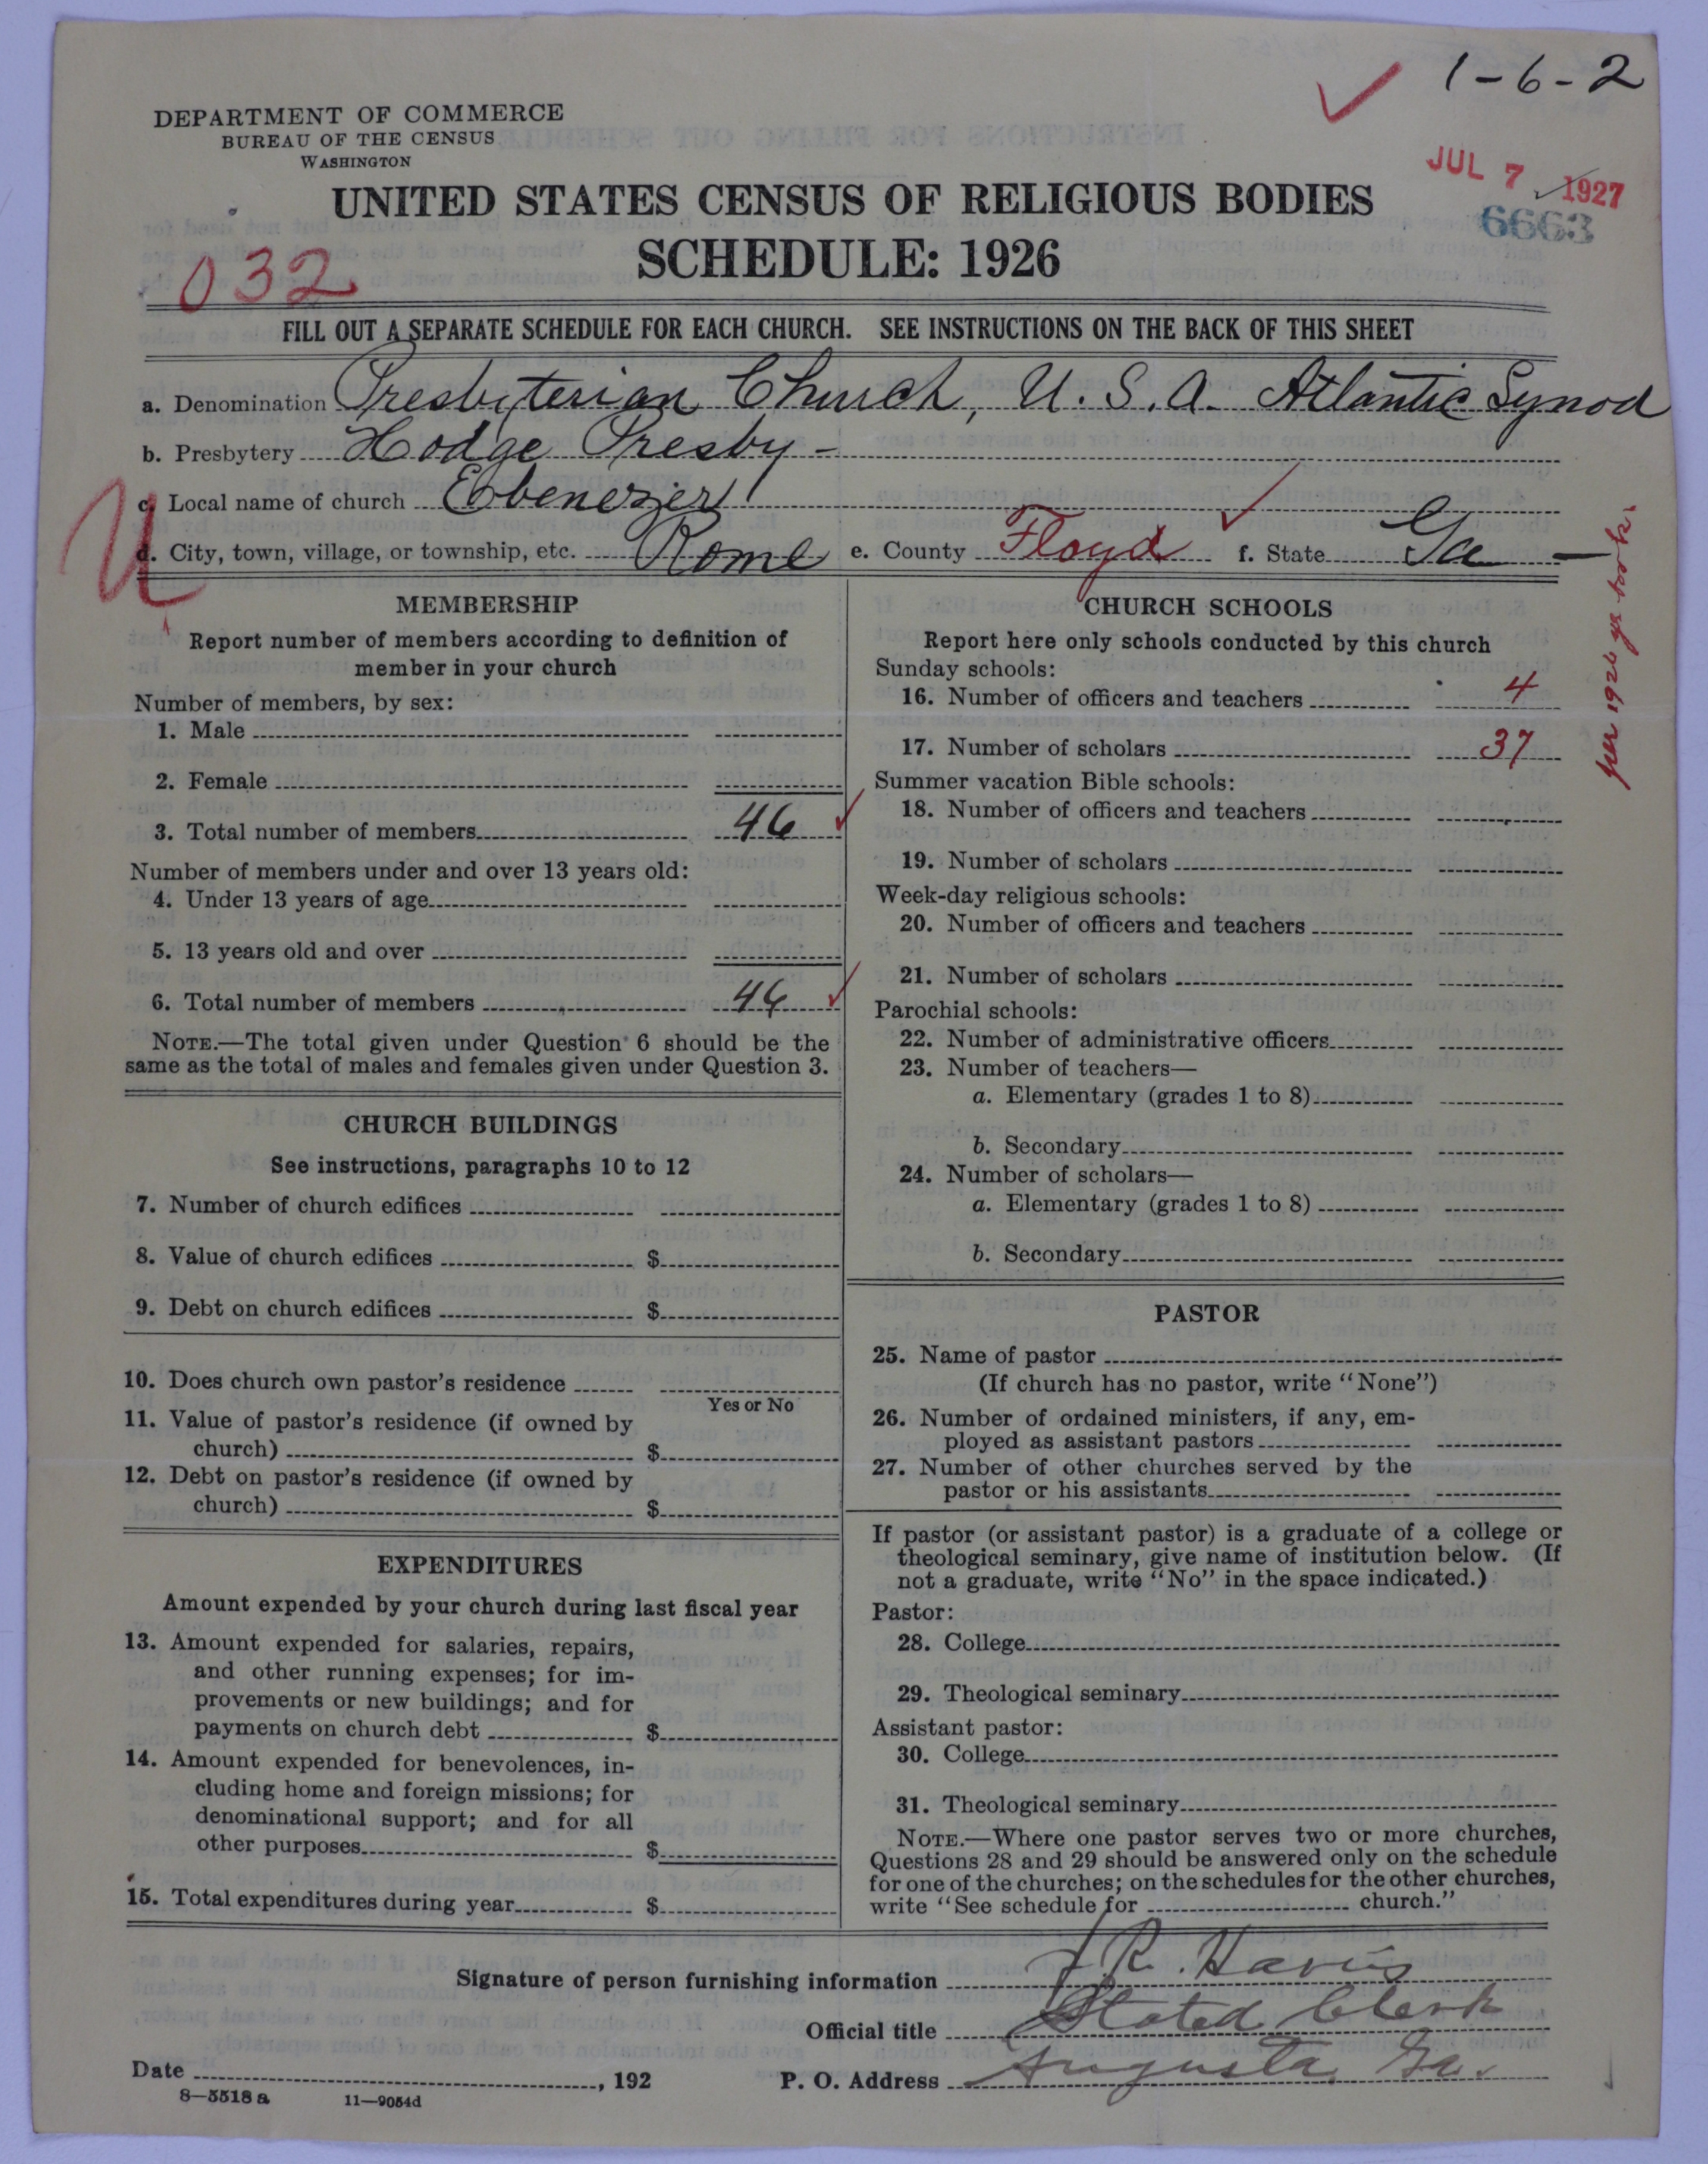 1-6-2
DEPARTMENT OF COMMERCE
BUREAU OF THE CENSUS
WASHINGTON
JUL 7 1927
6663
UNITED STATES CENSUS OF RELIGIOUS BODIES
SCHEDULE: 1926
032
FILL OUT A SEPARATE SCHEDULE FOR EACH CHURCH. SEE INSTRUCTIONS ON THE BACK OF THIS SHEET
a. Denomination Presbyterian Church, U.S.A. Atlantic Synod
b. Presbytery Hodge Presby-
c. Local name of church Ebenezer
U
d. City, town, village, or township, etc. Rome e. County Floyd f. State Ga
MEMBERSHIP
Report number of members according to definition of
member in your church
Number of members, by sex:
1. Male
2. Female
3. Total number of members 46
Number of members under and over 13 years old:
4. Under 13 years of age
5. 13 years old and over
6. Total number of members 46
NOTE.—The total given under Question 6 should be the
same as the total of males and females given under Question 3.
CHURCH BUILDINGS
See instructions, paragraphs 10 to 12
7. Number of church edifices
8. Value of church edifices $
9. Debt on church edifices $
10. Does church own pastor's residence
Yes or No
11. Value of pastor's residence (if owned by
church) $
12. Debt on pastor's residence (if owned by
church) $
EXPENDITURES
Amount expended by your church during last fiscal year
13. Amount expended for salaries, repairs,
and other running expenses; for im-
provements or new buildings; and for
payments on church debt $
14. Amount expended for benevolences, in-
cluding home and foreign missions; for
denominational support; and for all
other purposes $
15. Total expenditures during year $
CHURCH SCHOOLS
Report here only schools conducted by this church
Sunday schools:
16. Number of officers and teachers 4
17. Number of scholars 37
Summer vacation Bible schools:
18. Number of officers and teachers
19. Number of scholars
Week-day religious schools:
20. Number of officers and teachers
21. Number of scholars
Parochial schools:
22. Number of administrative officers
23. Number of teachers—
a. Elementary (grades 1 to 8)
b. Secondary
24. Number of scholars—
a. Elementary (grades 1 to 8)
b. Secondary
per 1926 yr book.
PASTOR
25. Name of pastor
(If church has no pastor, write "None")
26. Number of ordained ministers, if any, em-
ployed as assistant pastors
27. Number of other churches served by the
pastor or his assistants
If pastor (or assistant pastor) is a graduate of a college or
theological seminary, give name of institution below. (If
not a graduate, write "No" in the space indicated.)
Pastor:
28. College
29. Theological seminary
Assistant pastor:
30. College
31. Theological seminary
NOTE.—Where one pastor serves two or more churches,
Questions 28 and 29 should be answered only on the schedule
for one of the churches; on the schedules for the other churches,
write "See schedule for church."
Signature of person furnishing information J. R. Harris
Official title Stated Clerk
Date , 192 P. O. Address Augusta Ga.
8—5518 a 11—9054d